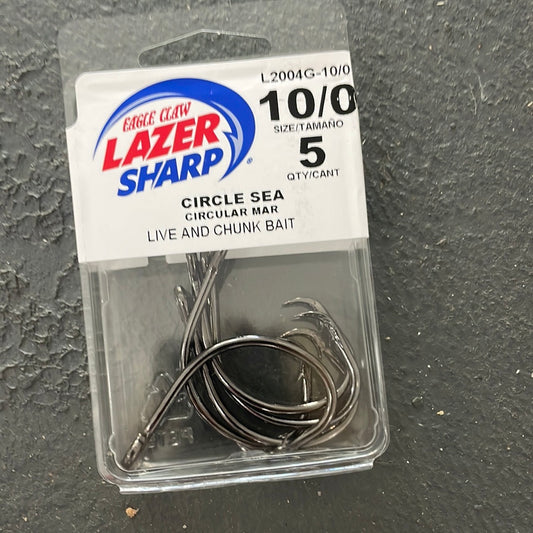 L2004G-10/0
EAGLE CLAW
LAZER
SHARP®
10/0
SIZE/TAMAÑO
5
QTY/CANT
CIRCLE SEA
CIRCULAR MAR
LIVE AND CHUNK BAIT